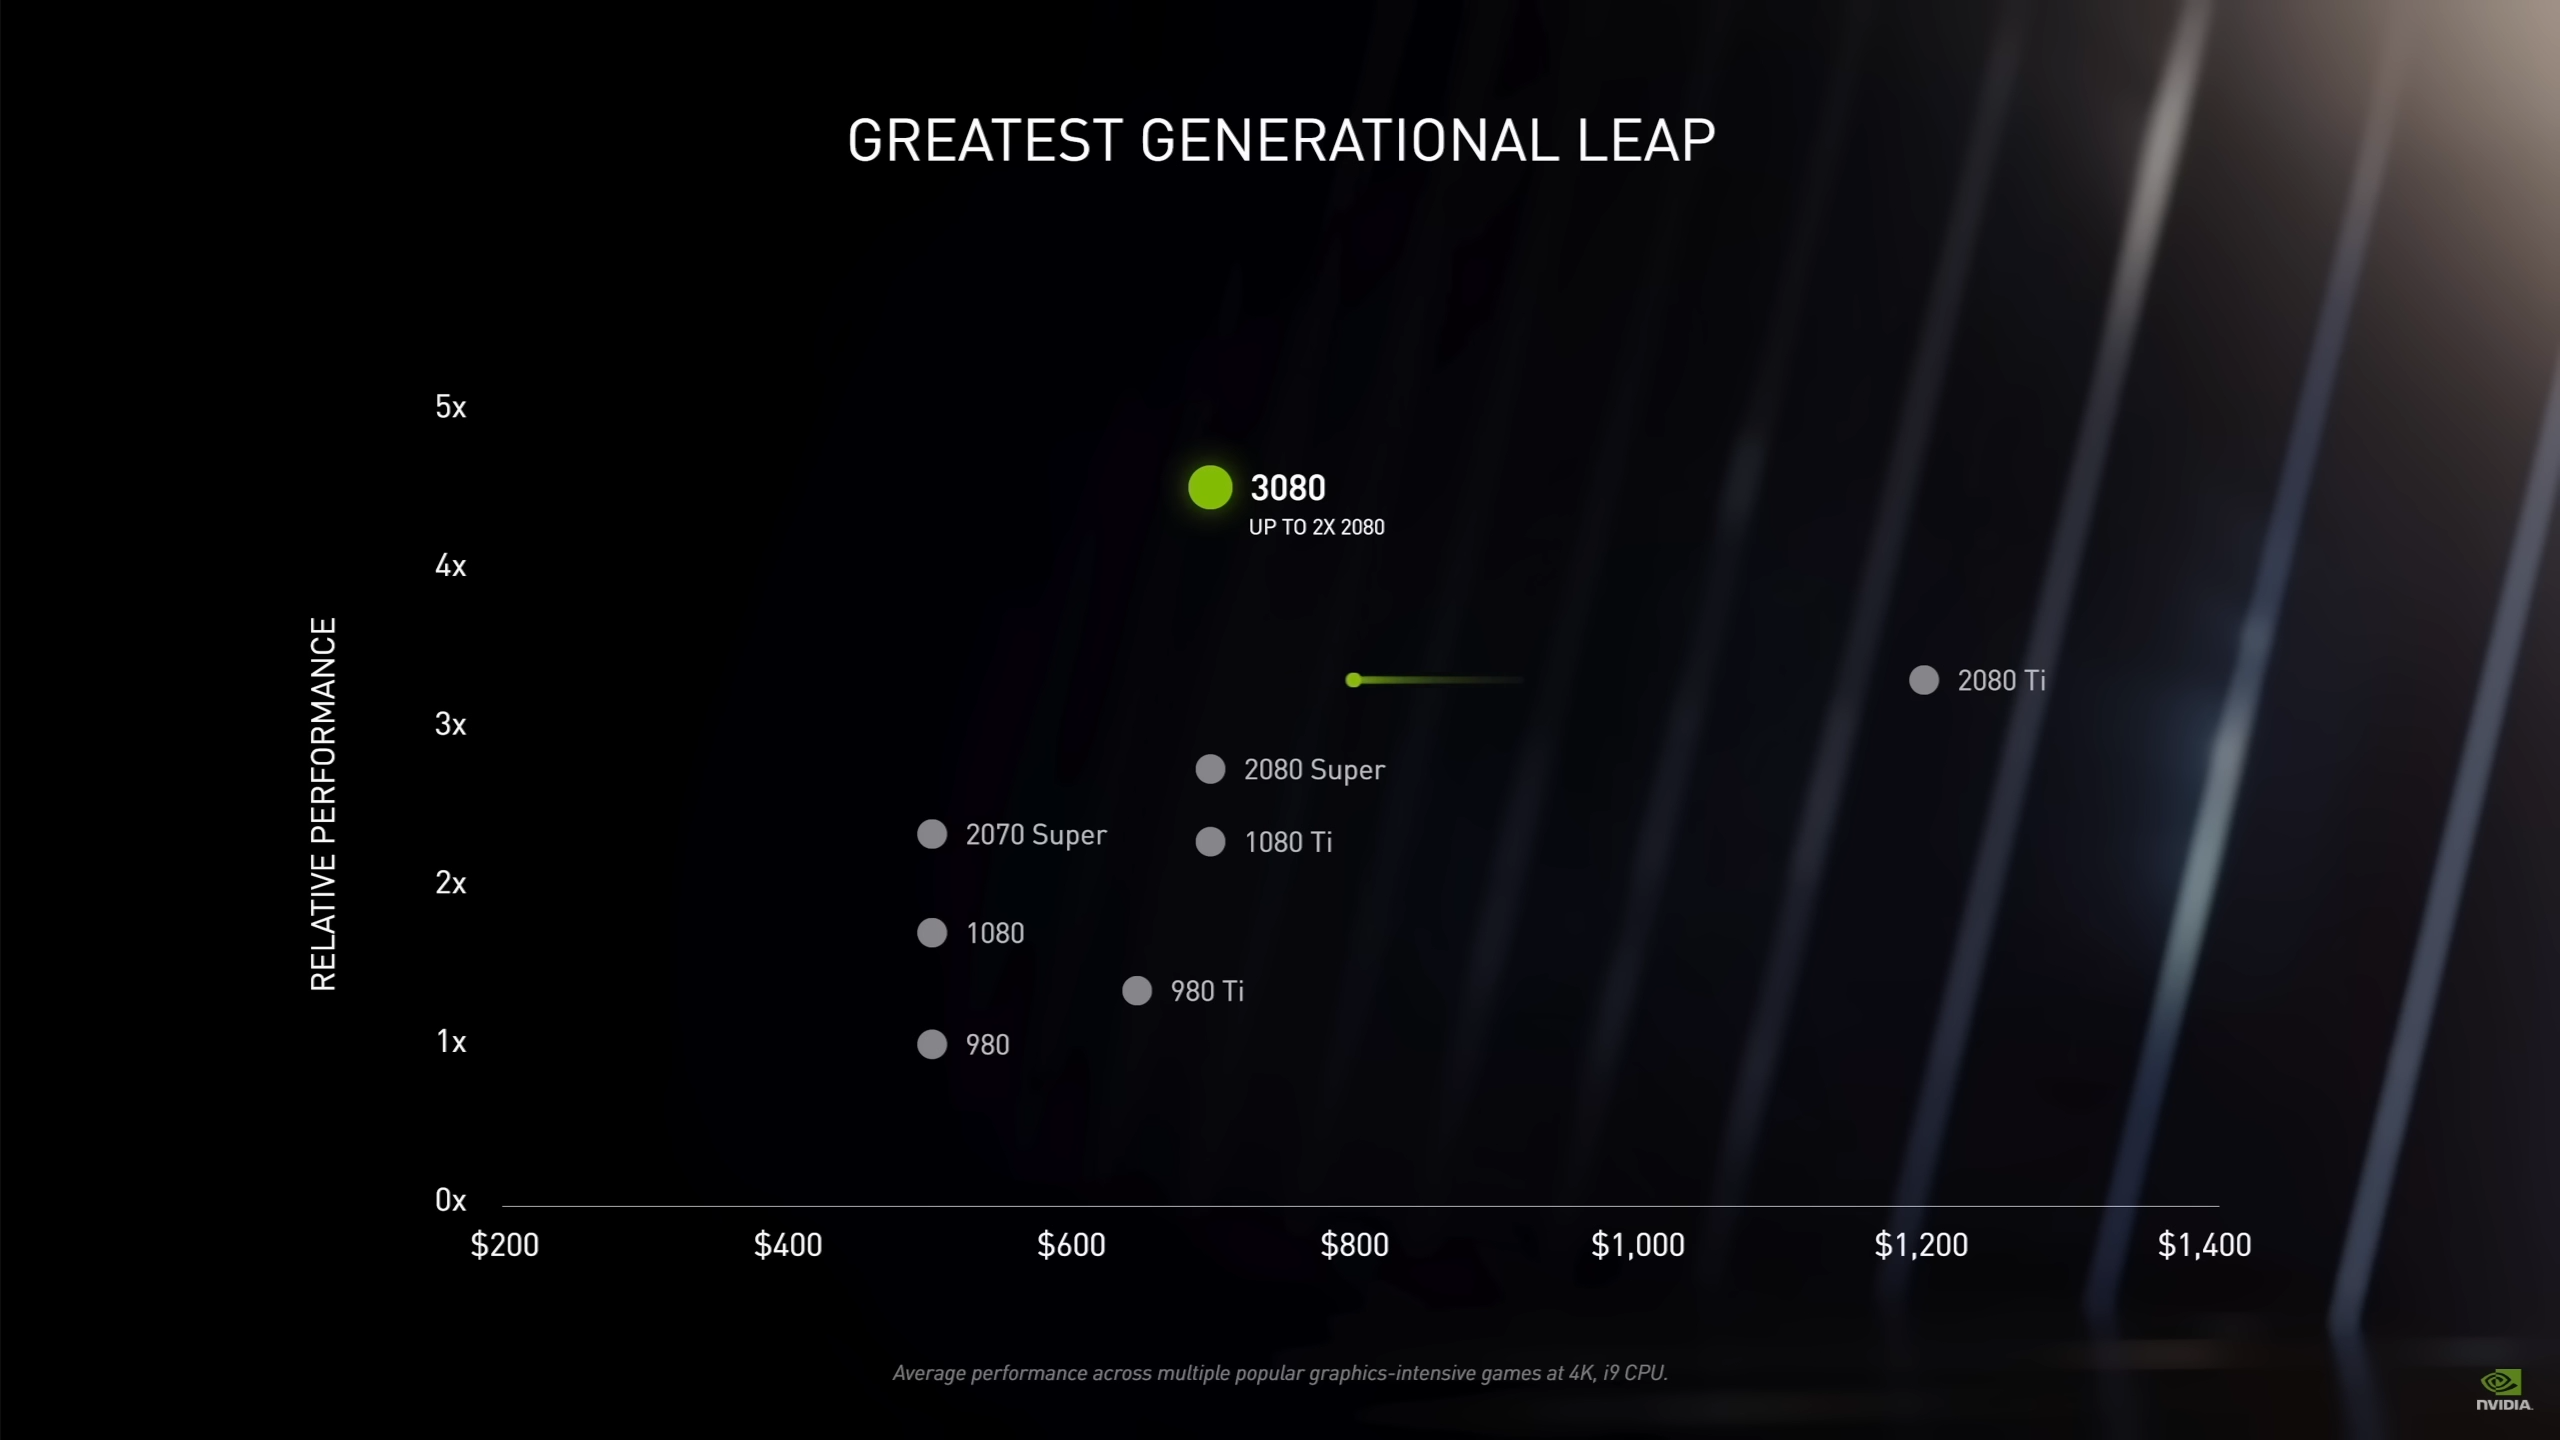 GREATEST GENERATIONAL LEAP
5x
3080
UP TO 2X 2080
4x
RELATIVE PERFORMANCE
2080 Ti
3x
2080 Super
2070 Super
1080 Ti
2x
1080
980 Ti
1x
980
0x
$200
$400
$600
$800
$1,000
$1,200
$1,400
Average performance across multiple popular graphics-intensive games at 4K, i9 CPU.
NVIDIA.